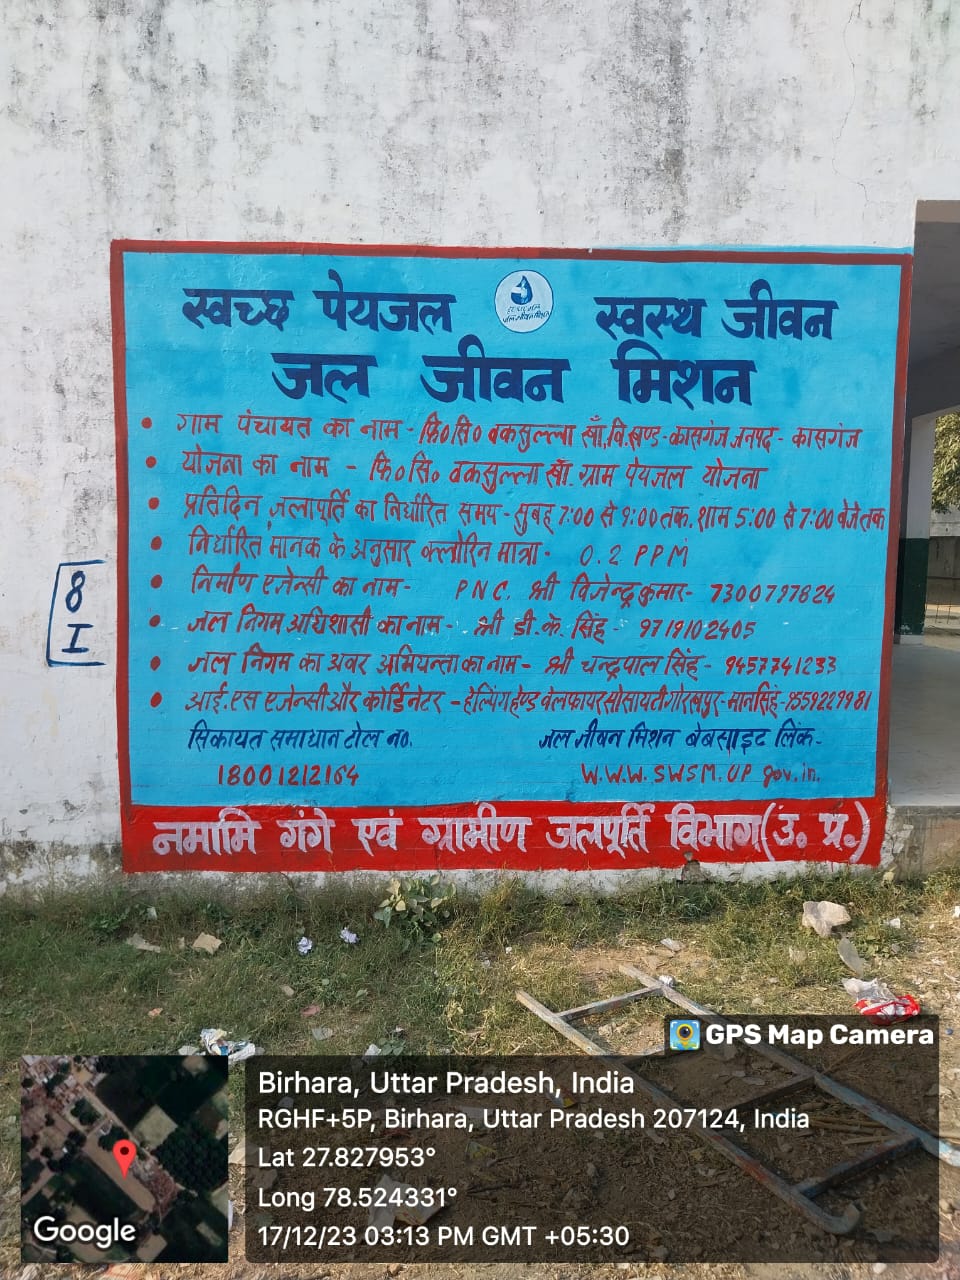 स्वच्छ पेयजल स्वस्थ जीवन
जल जीवन मिशन
• गाम पंचायत का नाम - फि०सि० वकसुल्ला खाँ, वि.खण्ड - कासगंज जनपद - कासगंज
• योजना का नाम - फि०सि० वकसुल्ला खाँ. ग्राम पेयजल योजना
• प्रतिदिन जलापूर्ति का निर्धारित समय - सुबह 7:00 से 9:00 तक, शाम 5:00 से 7:00 बेजे तक
• निर्धारित मानक के अनुसार क्लोरिन मात्रा - 0.2 PPM
• निर्माण एजेन्सी का नाम - PNC. श्री विजेन्द्र कुमार - 7300797824
• जल निगम अधिशासी का नाम - श्री डी.के. सिंह - 9719102405
• जल निगम का अवर अभियन्ता का नाम - श्री चन्द्रपाल सिंह - 9457741233
• आई.एस एजेन्सी और कोर्डिनेटर - हेल्पिंग हेण्ड वेलफायर सोसायटी गोरखपुर - मानसिंह -
सिकायत समाधान टोल no. जल जीवन मिशन बेबसाइट लिंक -
18001212164 W.W.W. SWSM.UP gov.in.
नमामि गंगे एवं ग्रामीण जलपूर्ति विभाग (उ. प्र.)
8
I
GPS Map Camera
Birhara, Uttar Pradesh, India
RGHF+5P, Birhara, Uttar Pradesh 207124, India
Lat 27.827953°
Long 78.524331°
17/12/23 03:13 PM GMT +05:30
Google